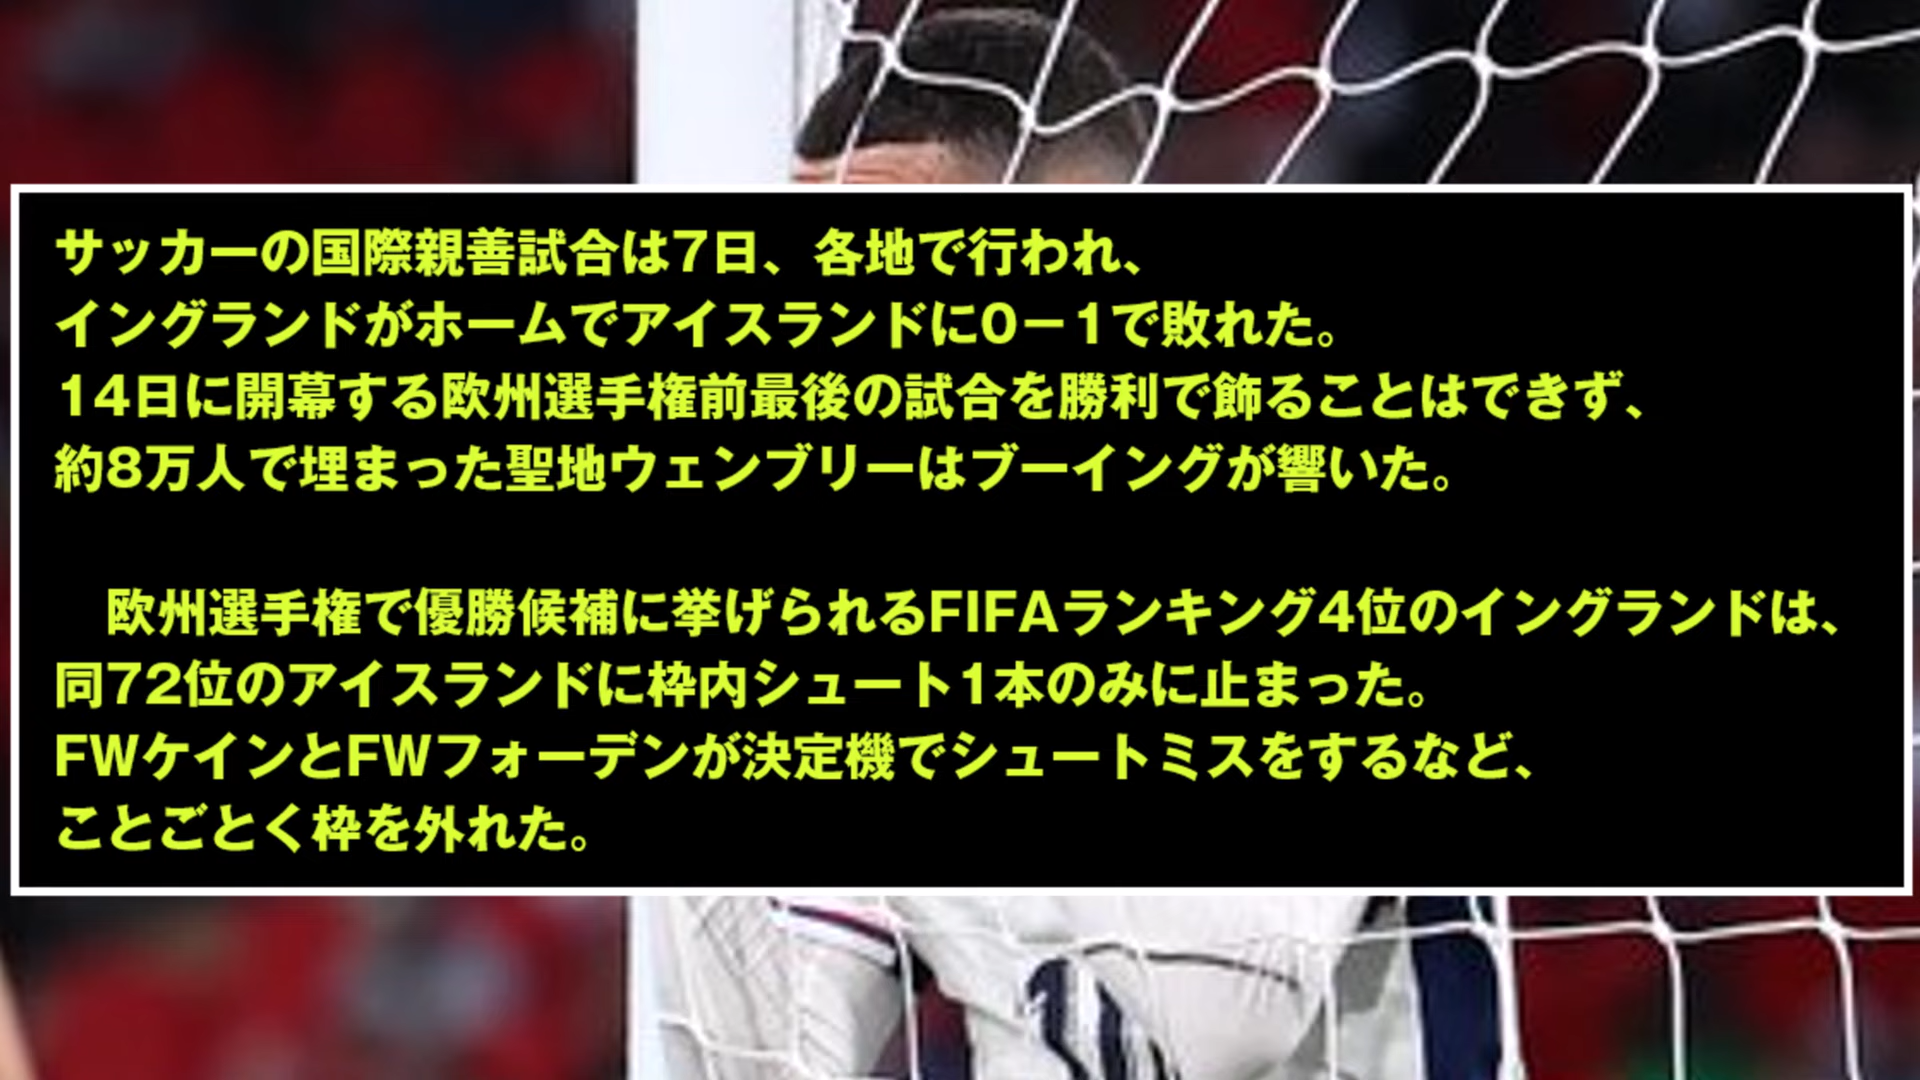 サッカーの国際親善試合は7日、各地で行われ、
イングランドがホームでアイスランドに0－1で敗れた。
14日に開幕する欧州選手権前最後の試合を勝利で飾ることはできず、
約8万人で埋まった聖地ウェンブリーはブーイングが響いた。
　欧州選手権で優勝候補に挙げられるFIFAランキング4位のイングランドは、
同72位のアイスランドに枠内シュート1本のみに止まった。
FWケインとFWフォーデンが決定機でシュートミスをするなど、
ことごとく枠を外れた。